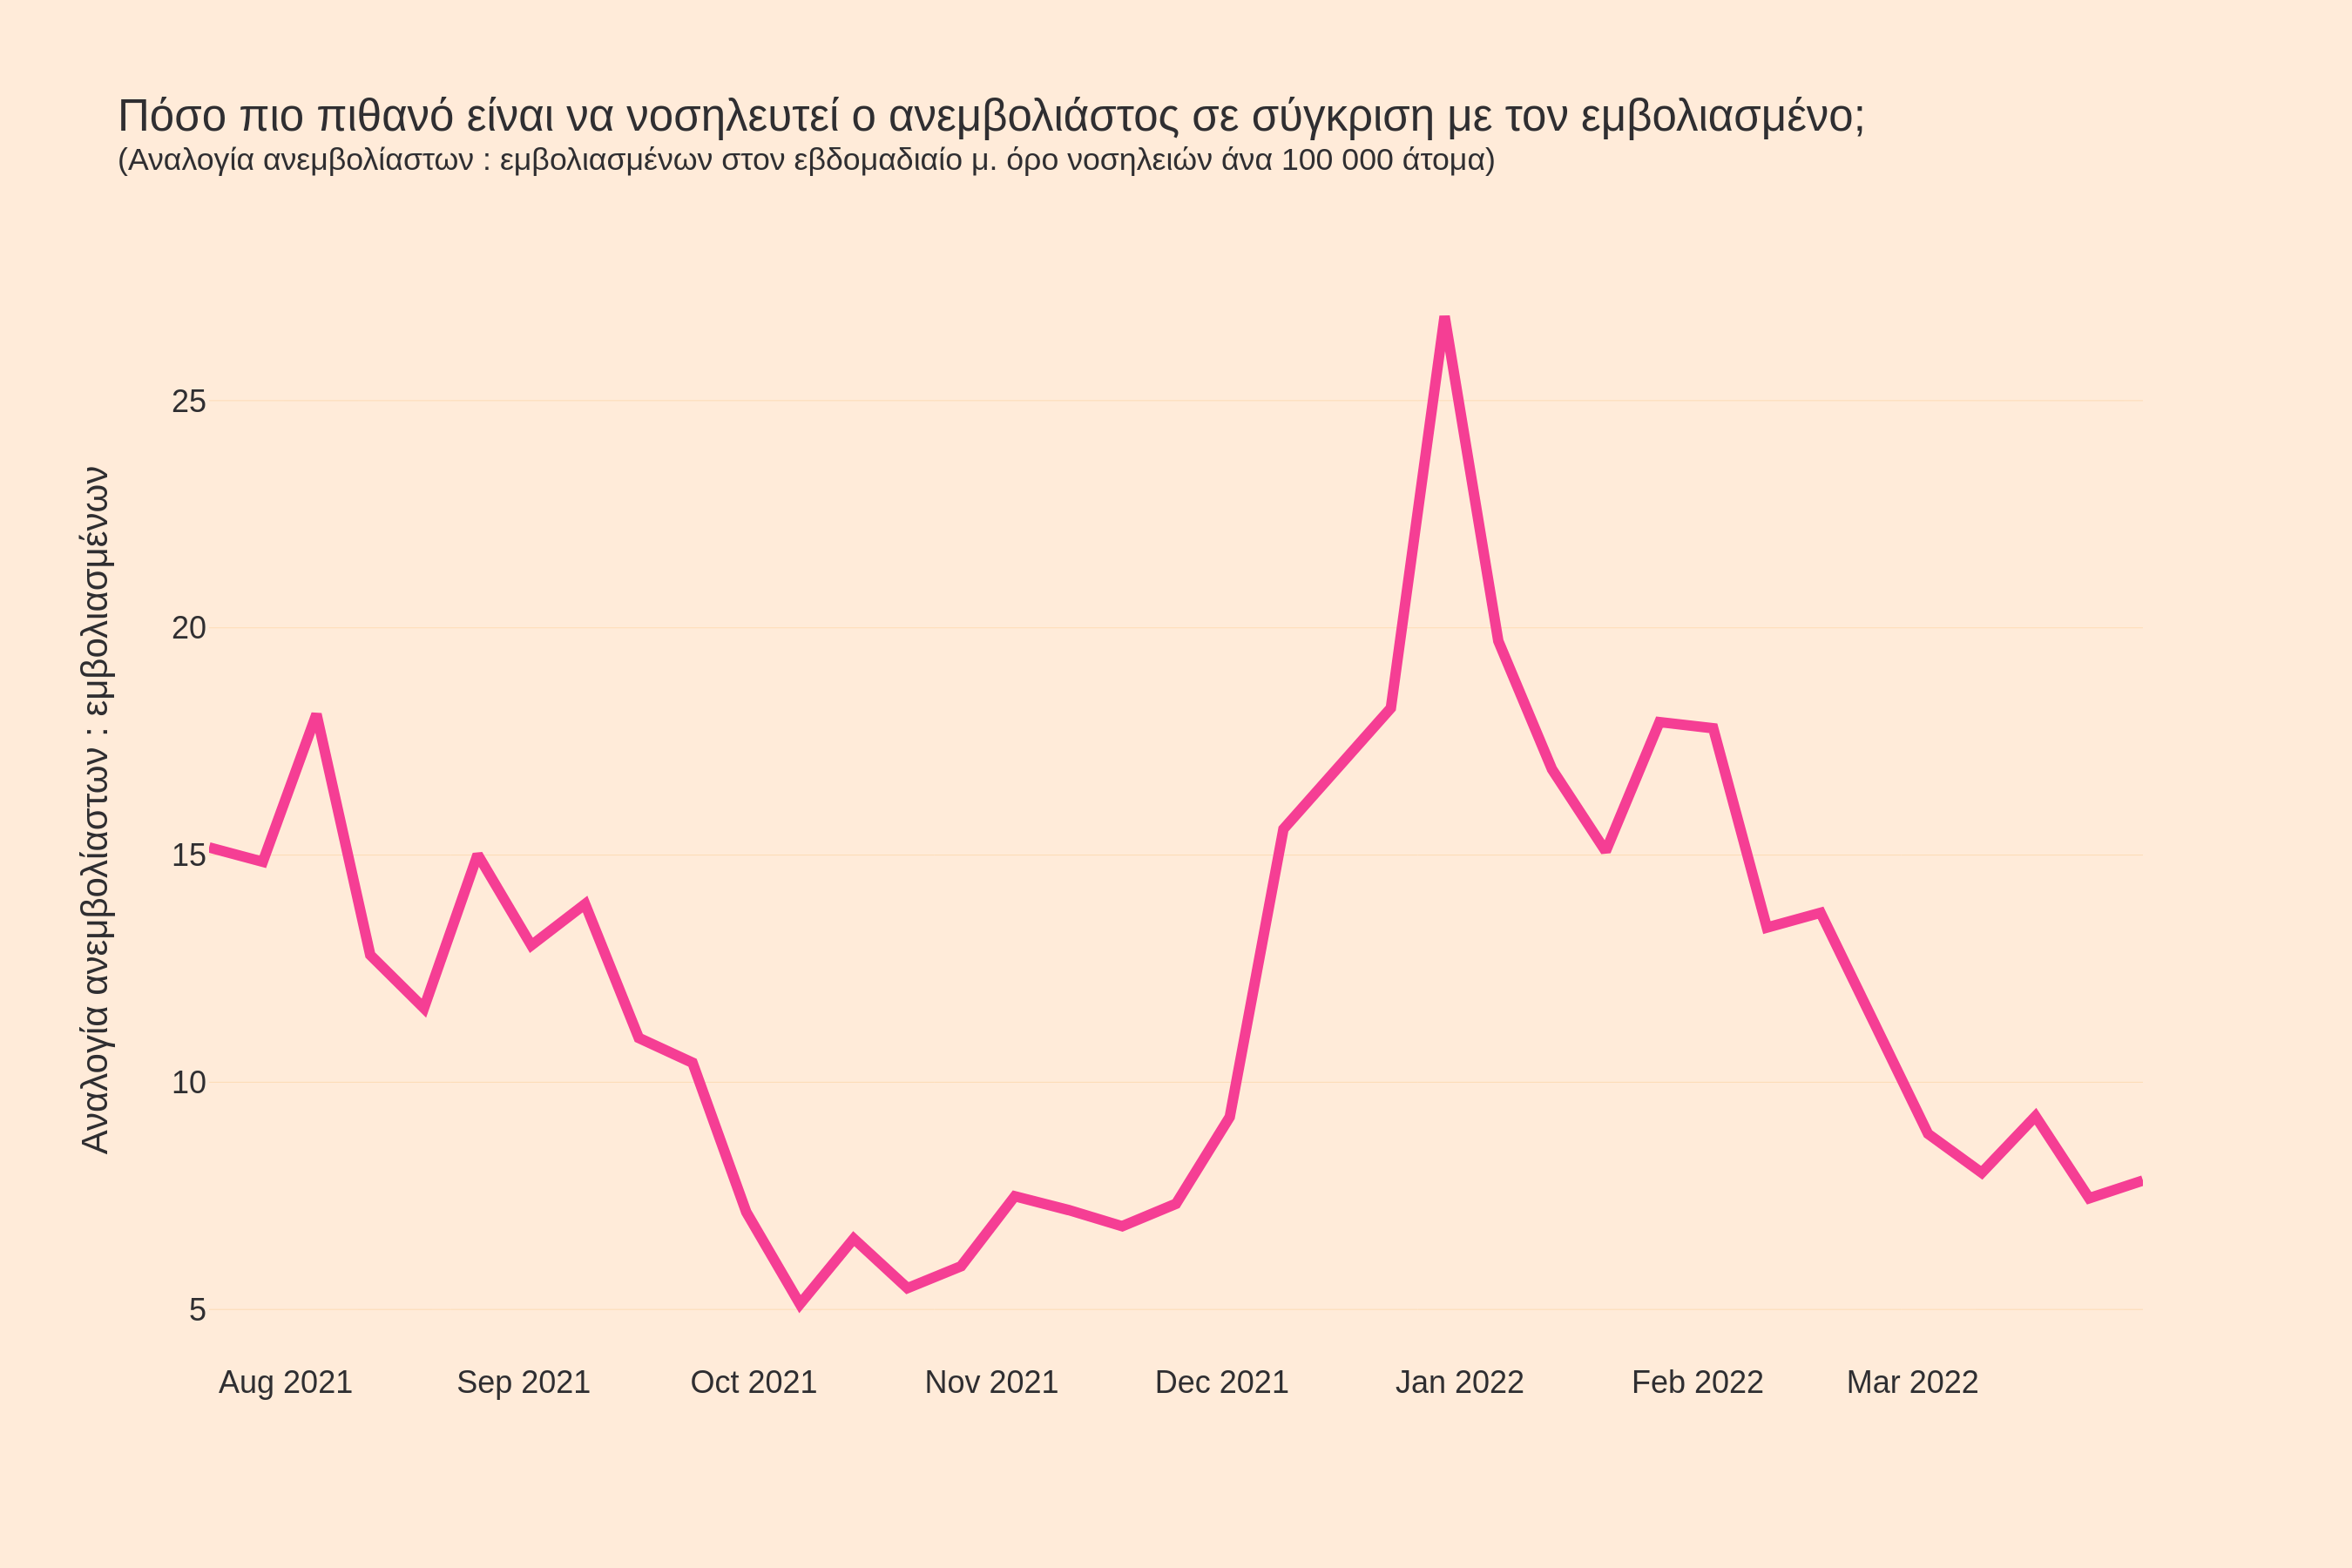 Πόσο πιο πιθανό είναι να νοσηλευτεί ο ανεμβολιάστος σε σύγκριση με τον εμβολιασμένο;
(Αναλογία ανεμβολίαστων : εμβολιασμένων στον εβδομαδιαίο μ. όρο νοσηλειών άνα 100 000 άτομα)
Αναλογία ανεμβολίαστων : εμβολιασμένων
25
20
15
10
5
Aug 2021
Sep 2021
Oct 2021
Nov 2021
Dec 2021
Jan 2022
Feb 2022
Mar 2022